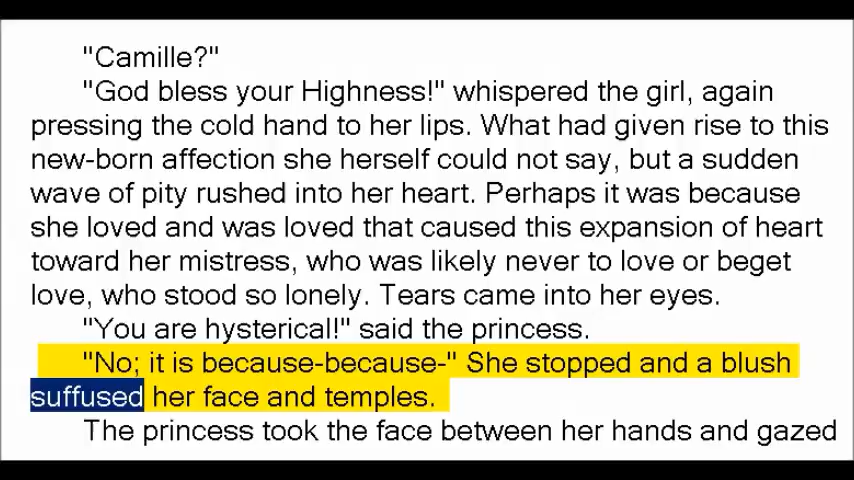 "Camille?"
"God bless your Highness!" whispered the girl, again
pressing the cold hand to her lips. What had given rise to this
new-born affection she herself could not say, but a sudden
wave of pity rushed into her heart. Perhaps it was because
she loved and was loved that caused this expansion of heart
toward her mistress, who was likely never to love or beget
love, who stood so lonely. Tears came into her eyes.
"You are hysterical!" said the princess.
"No; it is because-because-" She stopped and a blush
suffused her face and temples.
The princess took the face between her hands and gazed